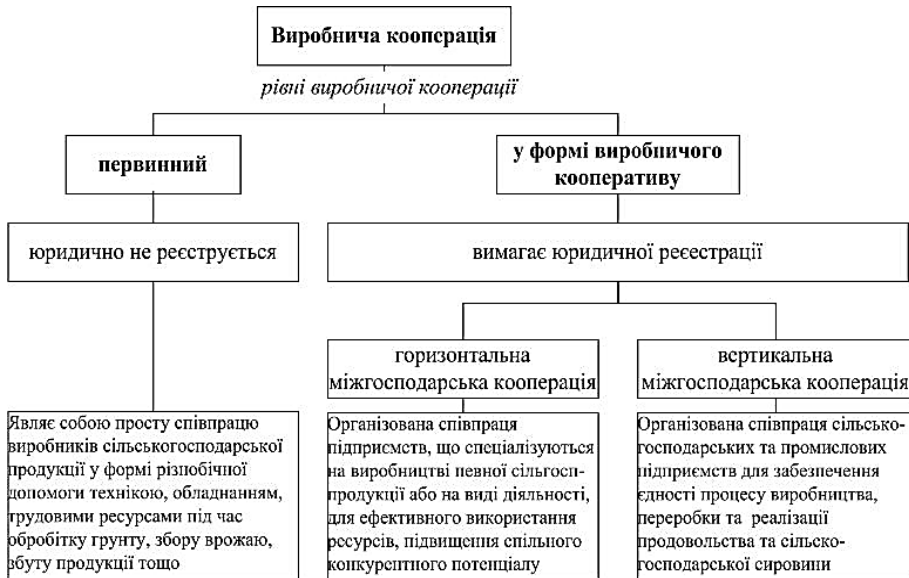 Виробнича кооперація
рівні виробничої кооперації
первинний
у формі виробничого
кооперативу
юридично не реєструється
вимагає юридичної реєестрації
горизонтальна
міжгосподарська кооперація
вертикальна
міжгосподарська кооперація
Являє собою просту співпрацю
виробників сільськогосподарської
продукції у формі різнобічної
допомоги технікою, обладнанням,
трудовими ресурсами під час
обробітку грунту, збору врожаю,
збуту продукції тощо
Організована співпраця
підприємств, що спеціалізуються
на виробництві певної сільгосп-
продукції або на виді діяльності,
для ефективного використання
ресурсів, підвищення спільного
конкурентного потенціалу
Організована співпраця сільсько-
господарських та промислових
підприємств для забезпечення
єдності процесу виробництва,
переробки та реалізації
продовольства та сільско-
господарської сировини